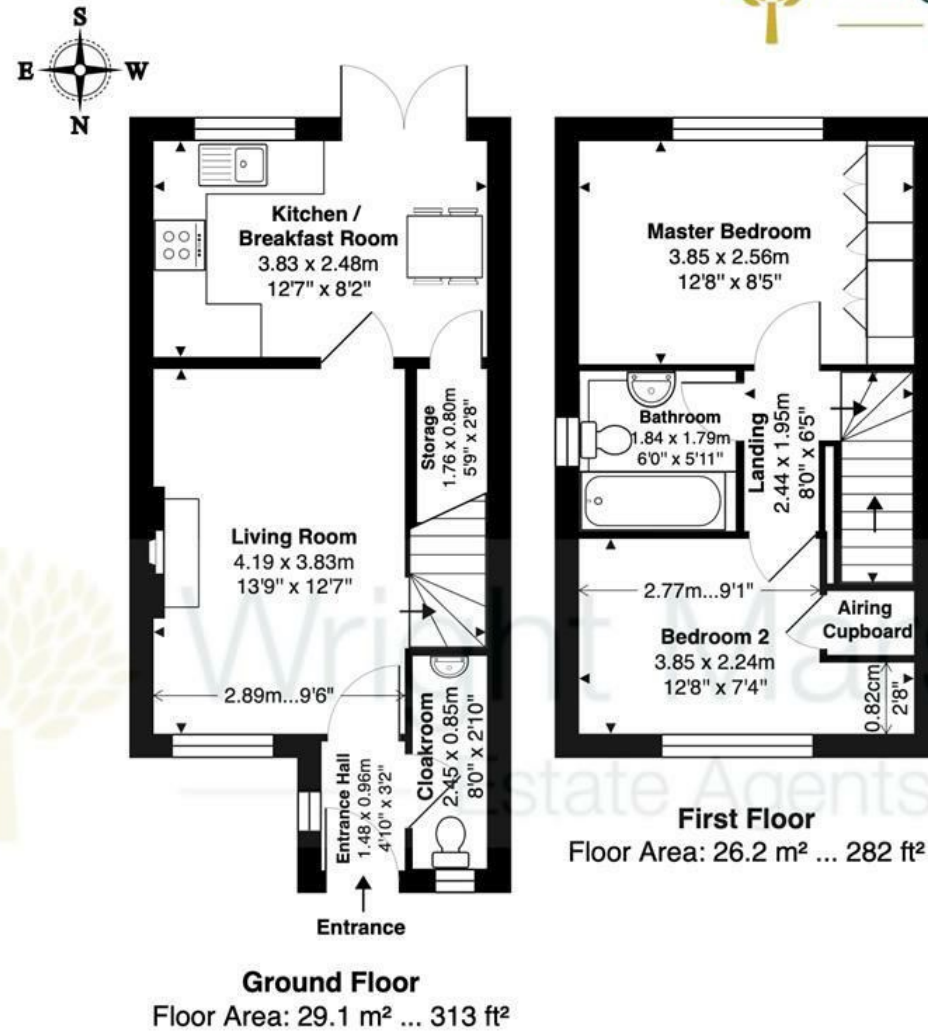 S
E W
N
Kitchen /
Breakfast Room
3.83 x 2.48m
12'7" x 8'2"
Storage
1.76 x 0.80m
5'9" x 2'8"
Living Room
4.19 x 3.83m
13'9" x 12'7"
2.89m...9'6"
Entrance Hall
1.48 x 0.96m
4'10" x 3'2"
Cloakroom
2.45 x 0.85m
8'0" x 2'10"
Entrance
Ground Floor
Floor Area: 29.1 m² ... 313 ft²
Master Bedroom
3.85 x 2.56m
12'8" x 8'5"
Bathroom
1.84 x 1.79m
6'0" x 5'11"
Landing
2.44 x 1.95m
8'0" x 6'5"
2.77m...9'1"
Bedroom 2
3.85 x 2.24m
12'8" x 7'4"
Airing
Cupboard
0.82cm
2'8"
First Floor
Floor Area: 26.2 m² ... 282 ft²
Wright Ma
Estate Agents